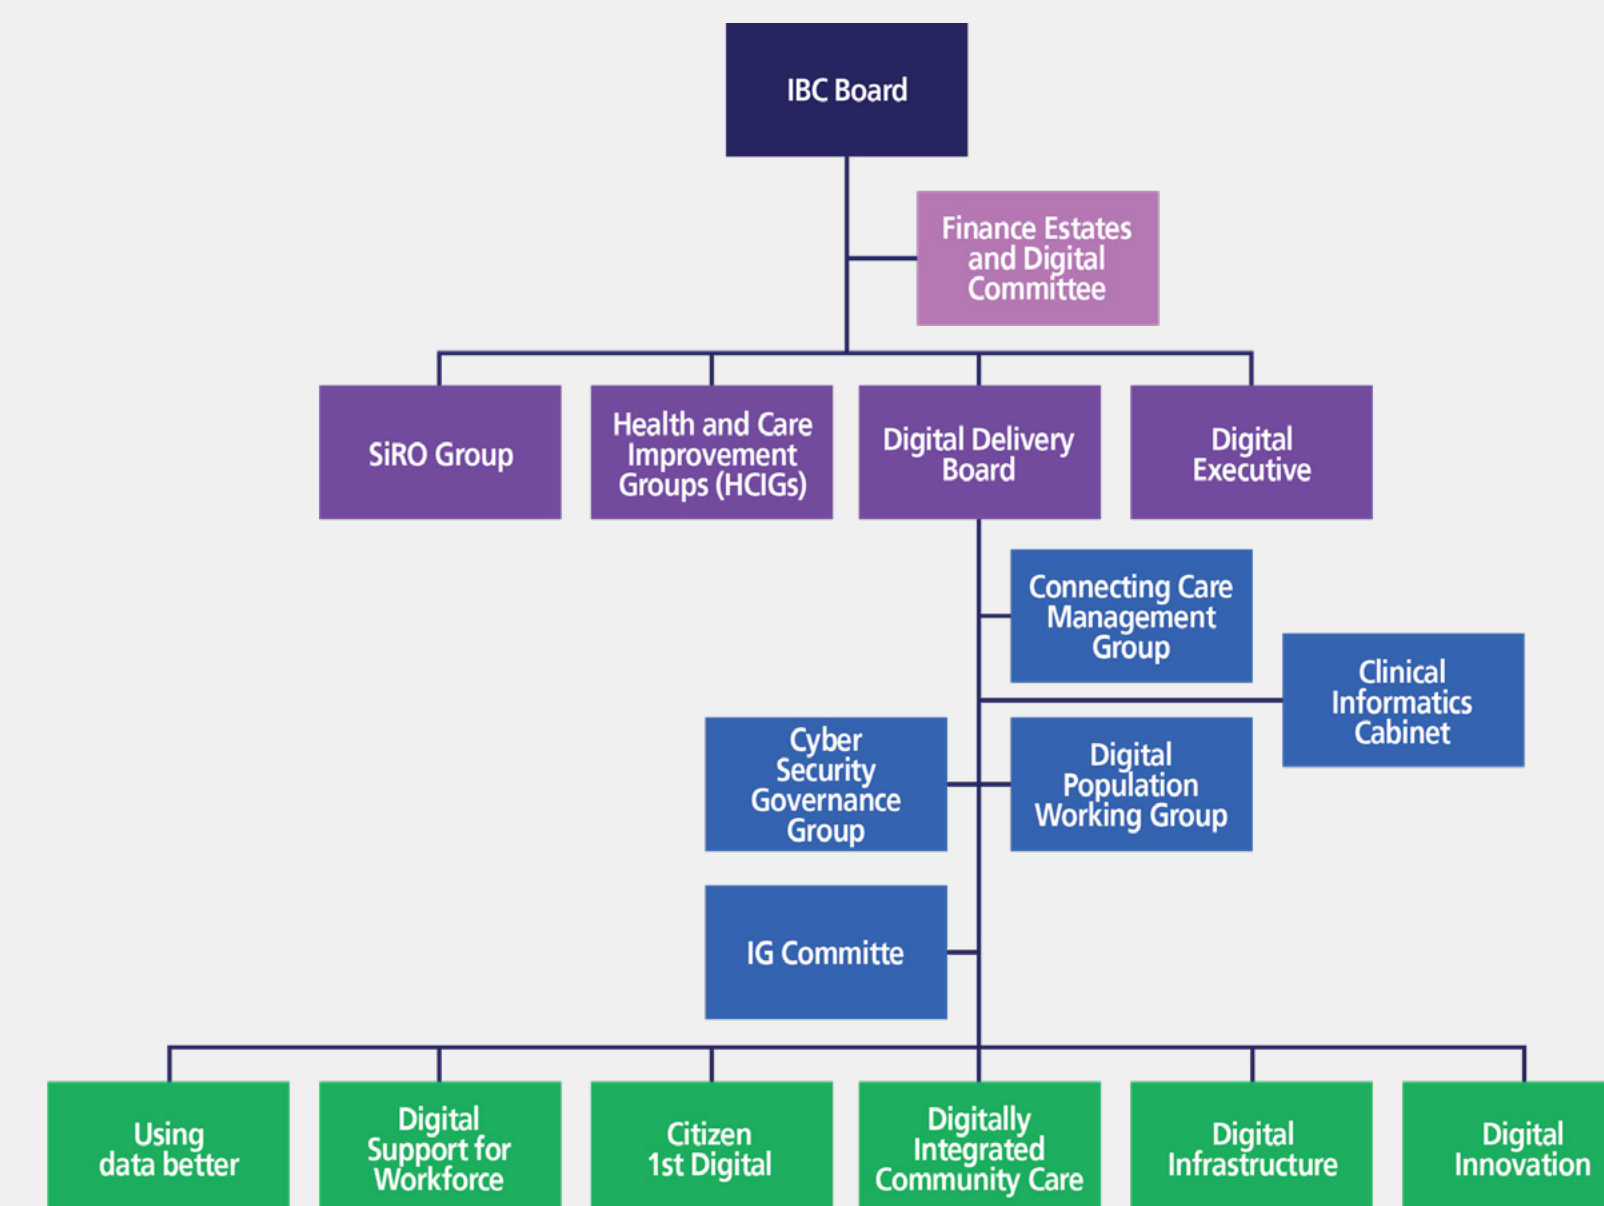 IBC Board
Finance Estates
and Digital
Committee
SiRO Group
Health and Care
Improvement
Groups (HCIGs)
Digital Delivery
Board
Digital
Executive
Connecting Care
Management
Group
Clinical
Informatics
Cabinet
Cyber
Security
Governance
Group
Digital
Population
Working Group
IG Committe
Using
data better
Digital
Support for
Workforce
Citizen
1st Digital
Digitally
Integrated
Community Care
Digital
Infrastructure
Digital
Innovation